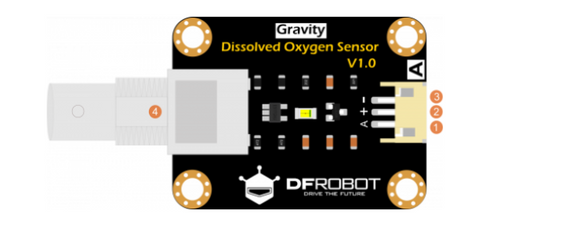 Gravity
Dissolved Oxygen Sensor
V1.0
A
3
- 
2
+
4
A
1
DFROBOT
DRIVE THE FUTURE